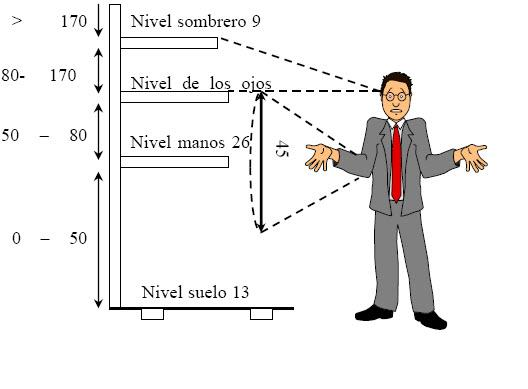 > 170 Nivel sombrero 9
80- 170 Nivel de los ojos
50 – 80 Nivel manos 26
45
0 – 50
Nivel suelo 13